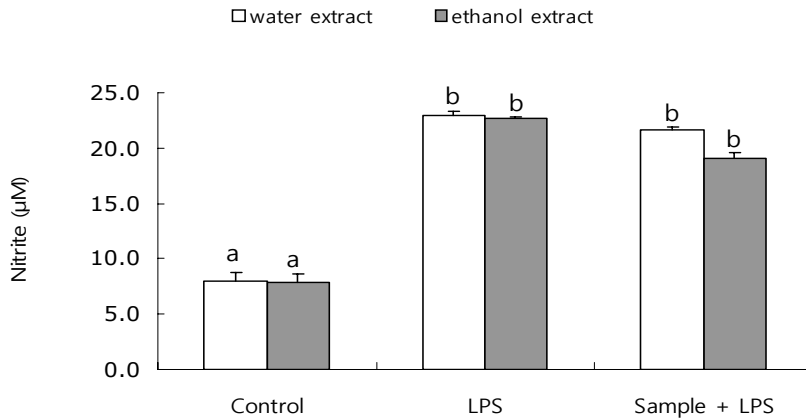 water extract ethanol extract
25.0
20.0
15.0
10.0
5.0
0.0
Nitrite (µM)
a a
b b
b b
Control LPS Sample + LPS